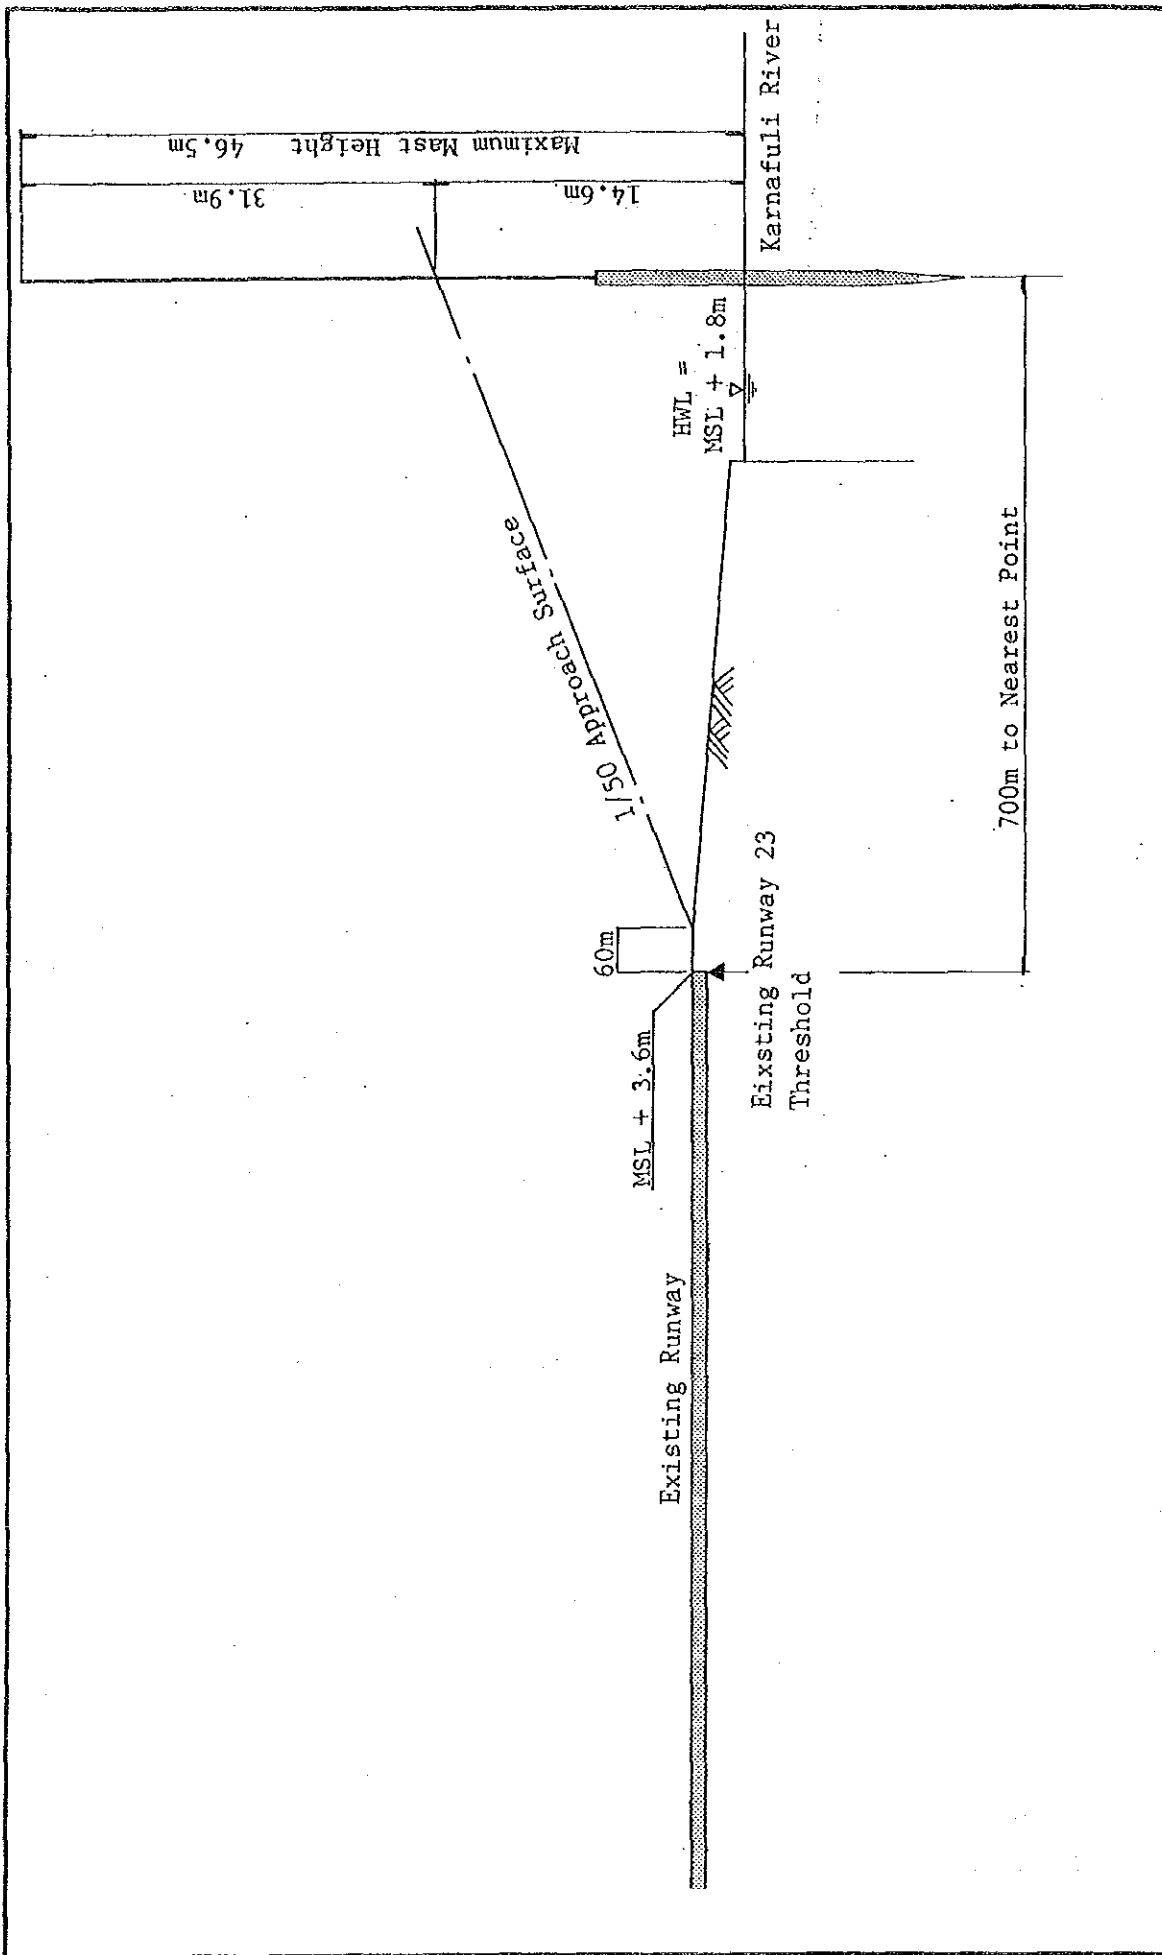 Maximum Mast Height 46.5m
31.9m
14.6m
Karnafuli River
HWL =
MSL + 1.8m
1/50 Approach Surface
700m to Nearest Point
60m
MSL + 3.6m
Eixsting Runway 23
Threshold
Existing Runway